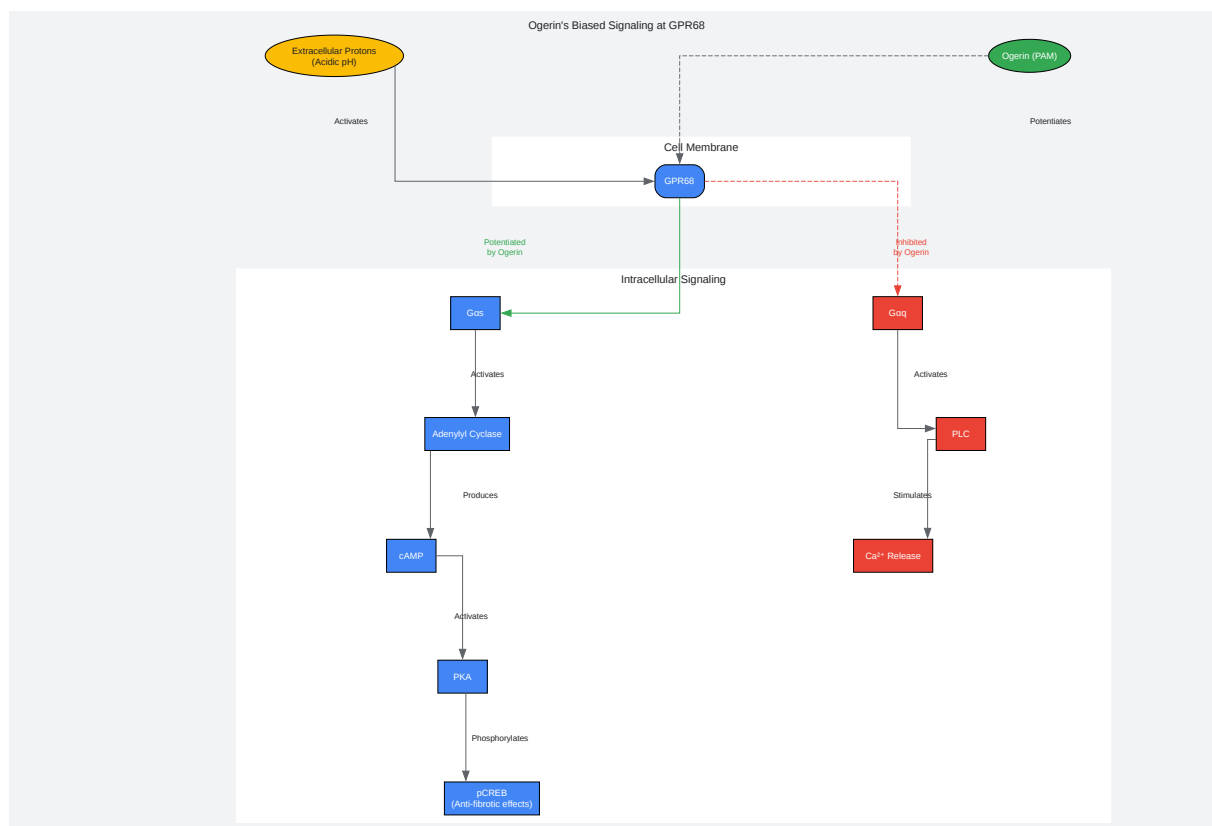 Ogerin's Biased Signaling at GPR68
Extracellular Protons
(Acidic pH)
Ogerin (PAM)
Activates
Potentiates
Cell Membrane
GPR68
Potentiated
by Ogerin
Inhibited
by Ogerin
Intracellular Signaling
Gαs
Gαq
Activates
Activates
Adenylyl Cyclase
PLC
Produces
Stimulates
cAMP
Ca²⁺ Release
Activates
PKA
Phosphorylates
pCREB
(Anti-fibrotic effects)